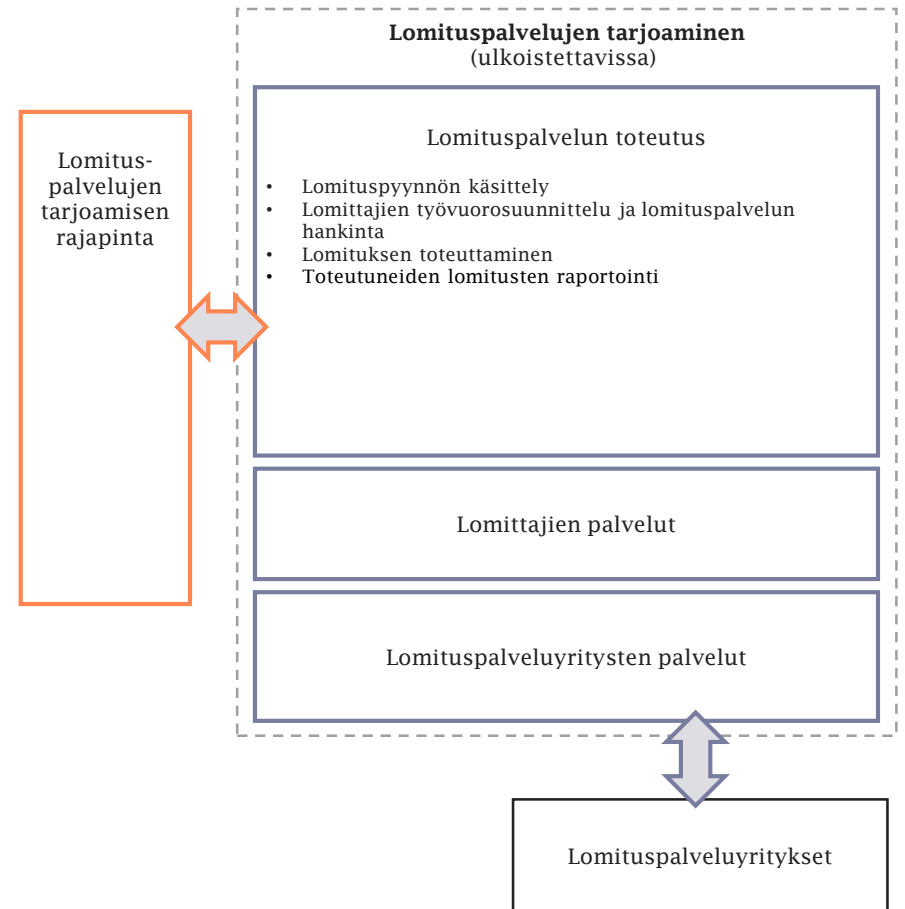 Lomituspalvelujen tarjoaminen
(ulkoistettavissa)
Lomitus-
palvelujen
tarjoamisen
rajapinta
Lomituspalvelun toteutus
• Lomituspyynnön käsittely
• Lomittajien työvuorosuunnittelu ja lomituspalvelun
hankinta
• Lomituksen toteuttaminen
• Toteutuneiden lomitusten raportointi
Lomittajien palvelut
Lomituspalveluyritysten palvelut
Lomituspalveluyritykset